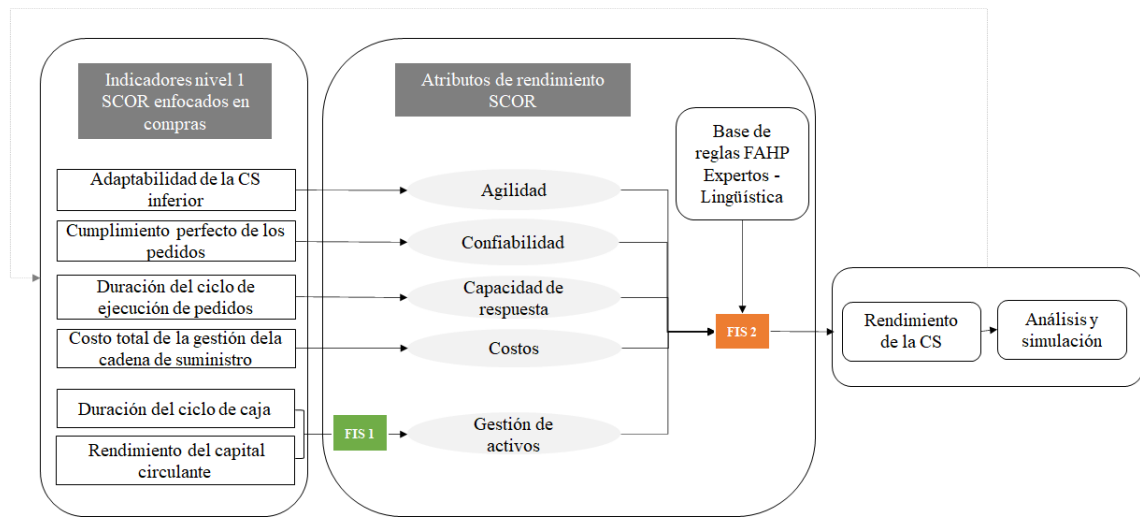 Indicadores nivel 1
SCOR enfocados en
compras
Adaptabilidad de la CS
inferior
Cumplimiento perfecto de los
pedidos
Duración del ciclo de
ejecución de pedidos
Costo total de la gestión dela
cadena de suministro
Duración del ciclo de caja
Rendimiento del capital
circulante
FIS 1
Atributos de rendimiento
SCOR
Agilidad
Confiabilidad
Capacidad de
respuesta
Costos
Gestión de
activos
Base de
reglas FAHP
Expertos -
Lingüística
FIS 2
Rendimiento
de la CS
Análisis y
simulación